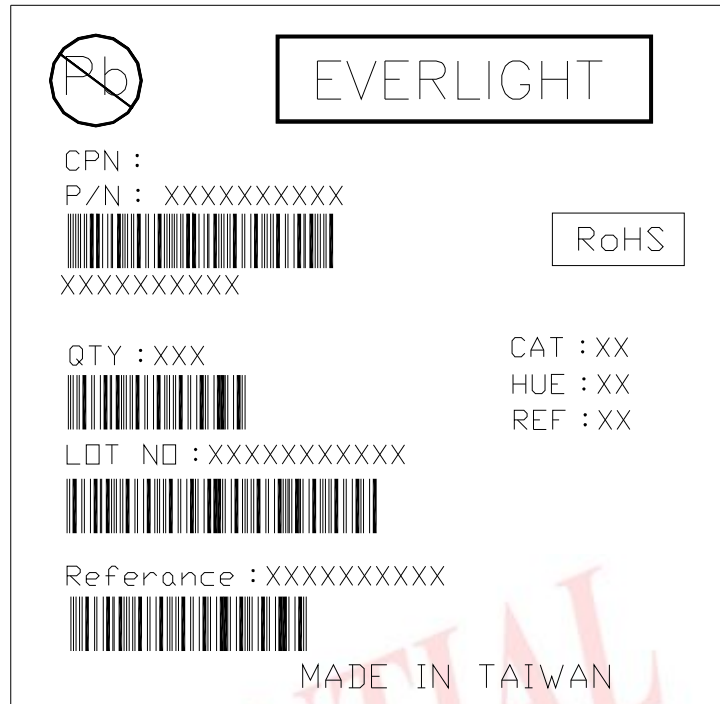 Pb
EVERLIGHT
CPN :
P/N : XXXXXXXXXX
RoHS
XXXXXXXXXX
QTY : XXX
CAT : XX
HUE : XX
REF : XX
LOT NO : XXXXXXXXXXX
Referance : XXXXXXXXXX
MADE IN TAIWAN